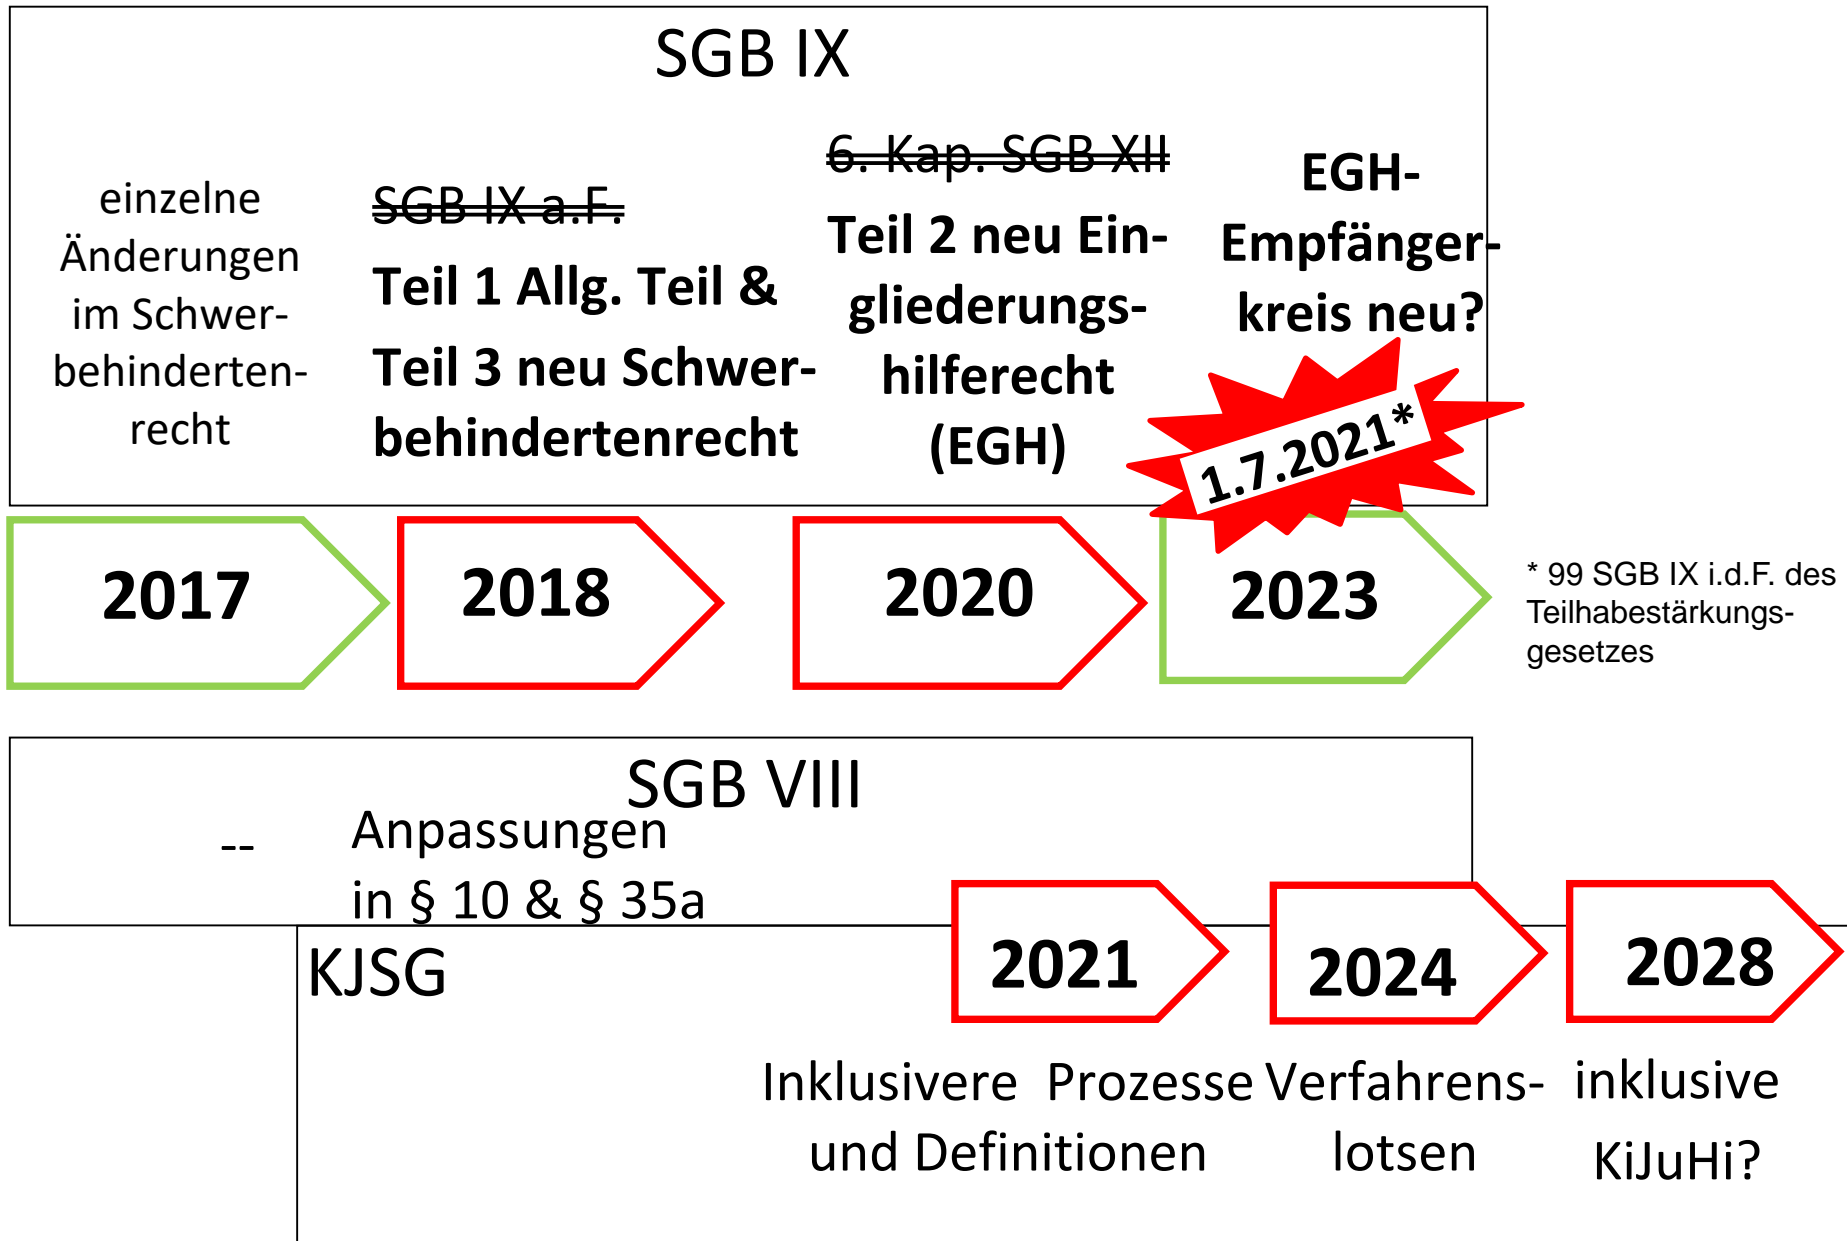 SGB IX
einzelne
Änderungen
im Schwer-
behinderten-
recht
SGB IX a.F.
Teil 1 Allg. Teil &
Teil 3 neu Schwer-
behindertenrecht
6. Kap. SGB XII
Teil 2 neu Ein-
gliederungs-
hilferecht
(EGH)
EGH-
Empfänger-
kreis neu?
1.7.2021*
2017
2018
2020
2023
* 99 SGB IX i.d.F. des
Teilhabestärkungs-
gesetzes
SGB VIII
--
Anpassungen
in § 10 & § 35a
KJSG
2021
2024
2028
Inklusivere Prozesse
und Definitionen
Verfahrens-
lotsen
inklusive
KiJuHi?